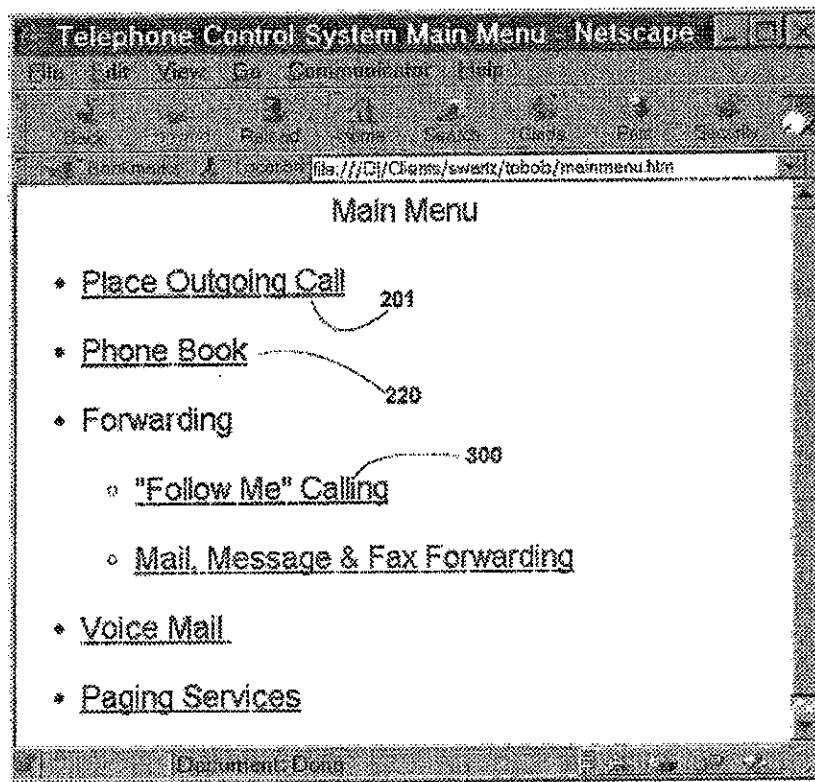 Telephone Control System Main Menu - Netscape
File Edit View Go Communicator Help
Reload Home Search Guide Print Security
Location file:///D|/Clients/swartz/tobob/mainmenu.htm
Main Menu
• Place Outgoing Call
201
• Phone Book
220
• Forwarding
300
◦ "Follow Me" Calling
◦ Mail, Message & Fax Forwarding
• Voice Mail
• Paging Services
Document: Done